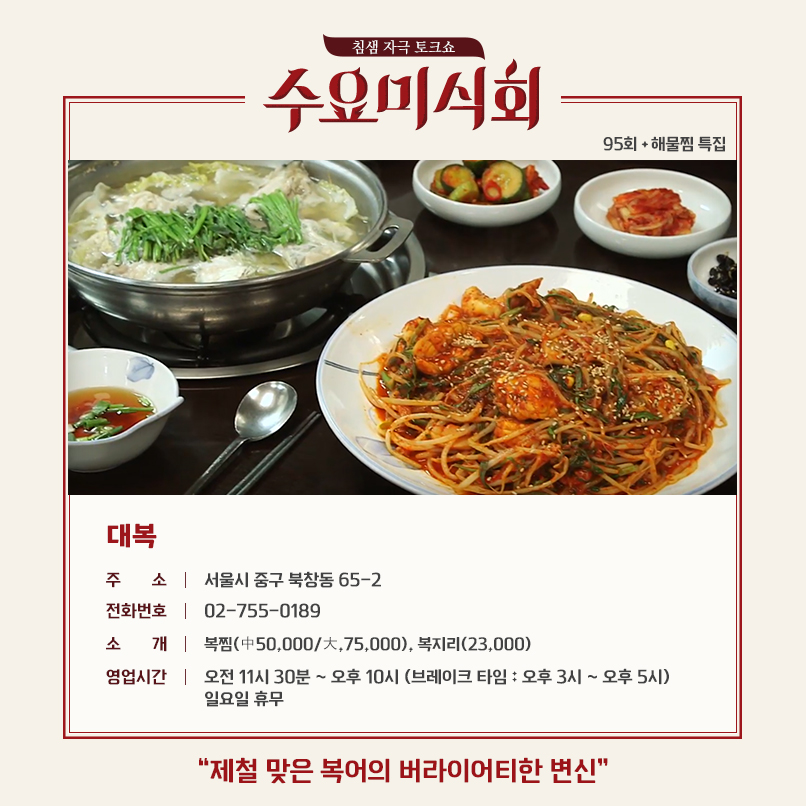 침샘 자극 토크쇼
수요미식회
95회 + 해물찜 특집
대복
주 소 | 서울시 중구 북창동 65-2
전화번호 | 02-755-0189
소 개 | 복찜(中50,000/大,75,000), 복지리(23,000)
영업시간 | 오전 11시 30분 ~ 오후 10시 (브레이크 타임 : 오후 3시 ~ 오후 5시)
일요일 휴무
“제철 맞은 복어의 버라이어티한 변신”